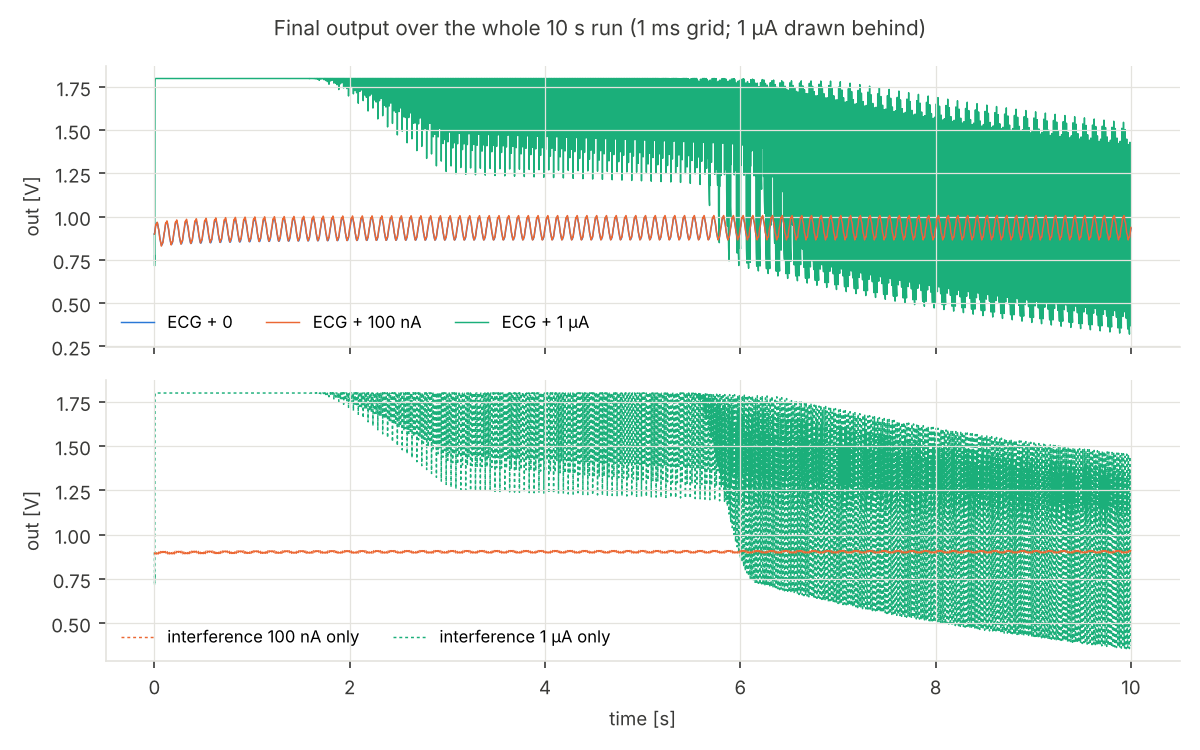 Final output over the whole 10 s run (1 ms grid; 1 µA drawn behind)
out [V]
1.75
1.50
1.25
1.00
0.75
0.50
0.25
ECG + 0
ECG + 100 nA
ECG + 1 µA
out [V]
1.75
1.50
1.25
1.00
0.75
0.50
interference 100 nA only
interference 1 µA only
0 2 4 6 8 10
time [s]